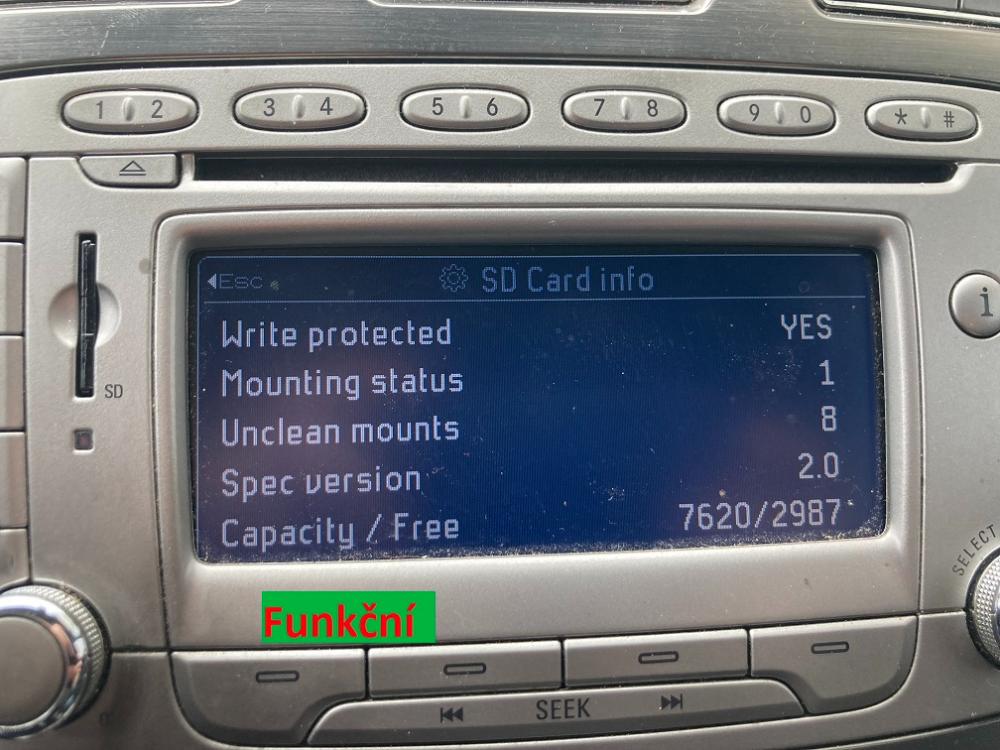 1 2 3 4 5 6 7 8 9 0 * #
SD
Esc SD Card info
Write protected YES
Mounting status 1
Unclean mounts 8
Spec version 2.0
Capacity / Free 7620/2987
i
SELECT
Funkční
SEEK